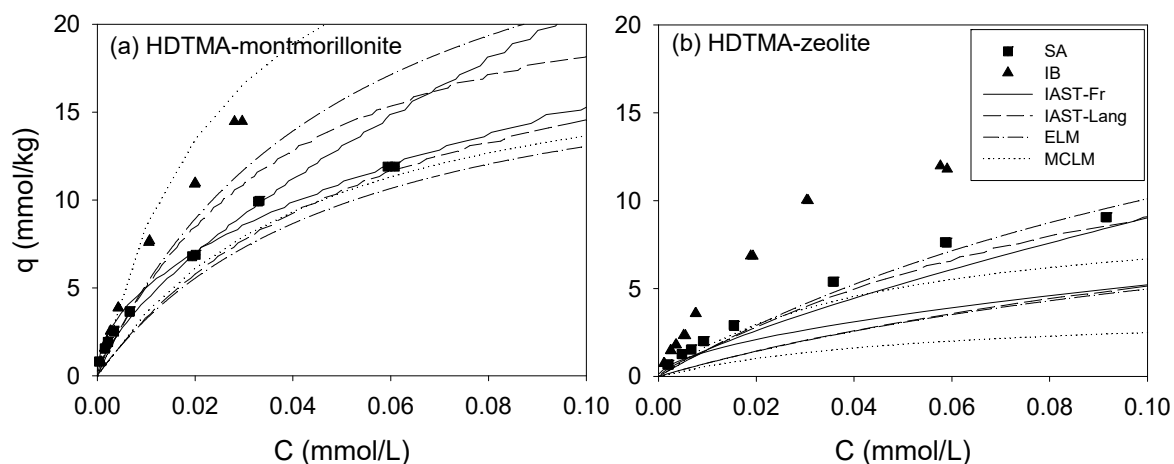 (a) HDTMA-montmorillonite
(b) HDTMA-zeolite
SA
IB
IAST-Fr
IAST-Lang
ELM
MCLM
q (mmol/kg)
20
15
10
5
0
20
15
10
5
0
0.00 0.02 0.04 0.06 0.08 0.10
0.00 0.02 0.04 0.06 0.08 0.10
C (mmol/L)
C (mmol/L)